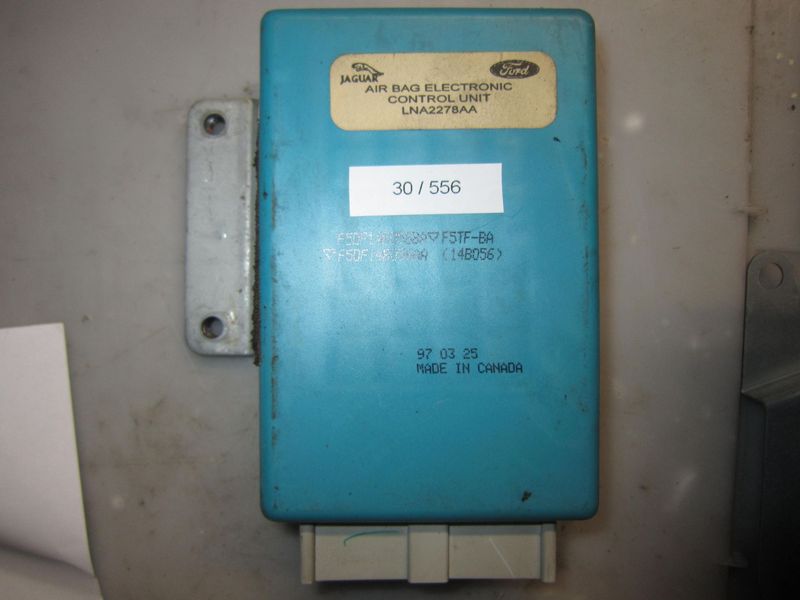 JAGUAR Ford
AIR BAG ELECTRONIC
CONTROL UNIT
LNA2278AA
30 / 556
F5TF-BA
(14B056)
97 03 25
MADE IN CANADA